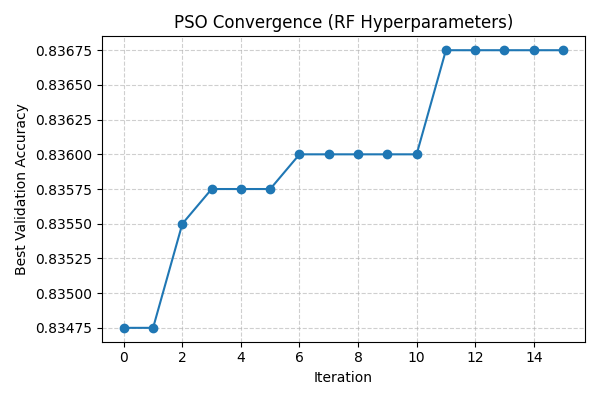 PSO Convergence (RF Hyperparameters)
Best Validation Accuracy
0.83675
0.83650
0.83625
0.83600
0.83575
0.83550
0.83525
0.83500
0.83475
0 2 4 6 8 10 12 14
Iteration